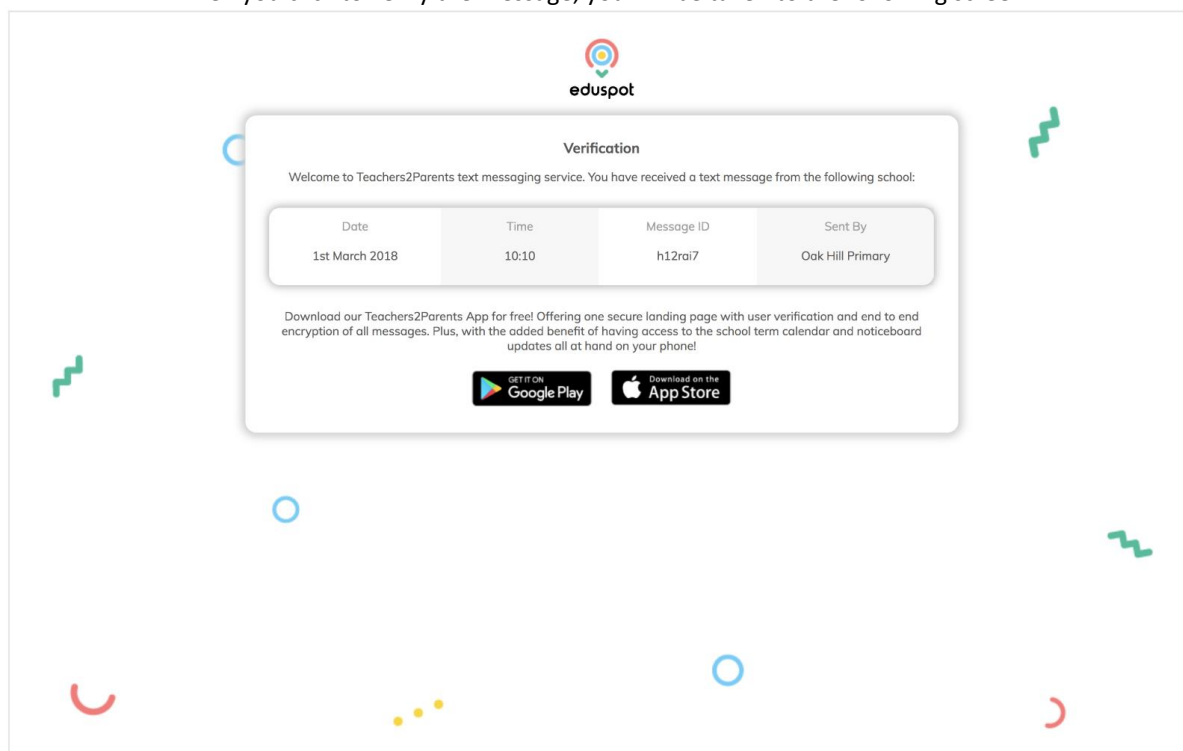 eduspot
Verification
Welcome to Teachers2Parents text messaging service. You have received a text message from the following school:
Date Time Message ID Sent By
1st March 2018 10:10 h12rai7 Oak Hill Primary
Download our Teachers2Parents App for free! Offering one secure landing page with user verification and end to end
encryption of all messages. Plus, with the added benefit of having access to the school term calendar and noticeboard
updates all at hand on your phone!
GET IT ON Google Play
Download on the App Store